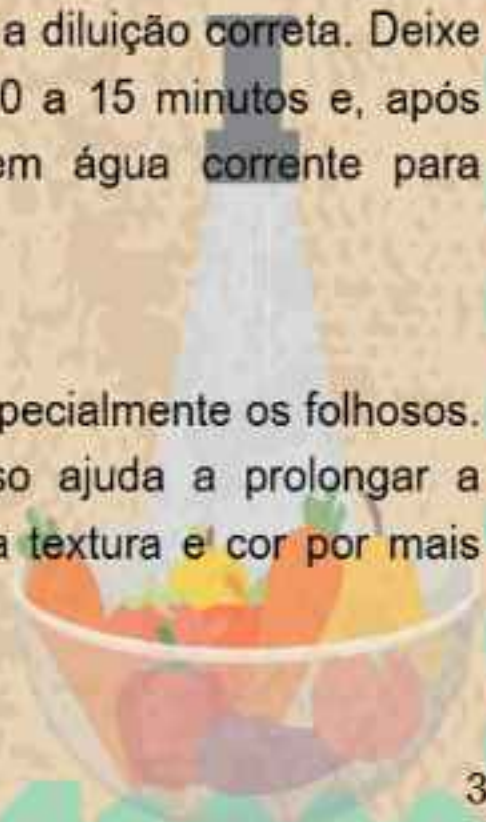 a diluição correta. Deixe
0 a 15 minutos e, após
em água corrente para
pecialmente os folhosos.
so ajuda a prolongar a
a textura e cor por mais
3